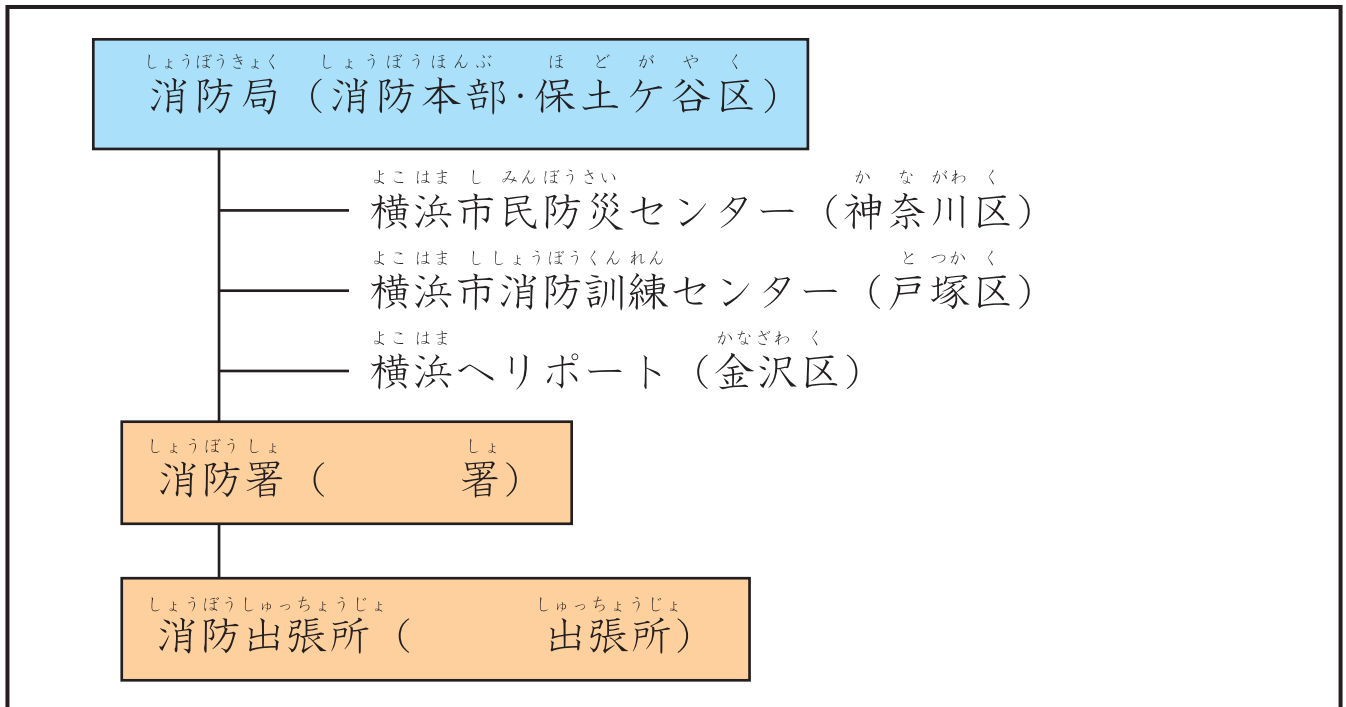 しょうぼうきょく しょうぼうほんぶ ほどがやく
消防局（消防本部・保土ケ谷区）
よこはましみんぼうさい かながわく
横浜市民防災センター（神奈川区）
よこはまししょうぼうくんれん とつかく
横浜市消防訓練センター（戸塚区）
よこはま かなざわく
横浜ヘリポート（金沢区）
しょうぼうしょ しょ
消防署（　　　署）
しょうぼうしゅっちょうじょ しゅっちょうじょ
消防出張所（　　　出張所）